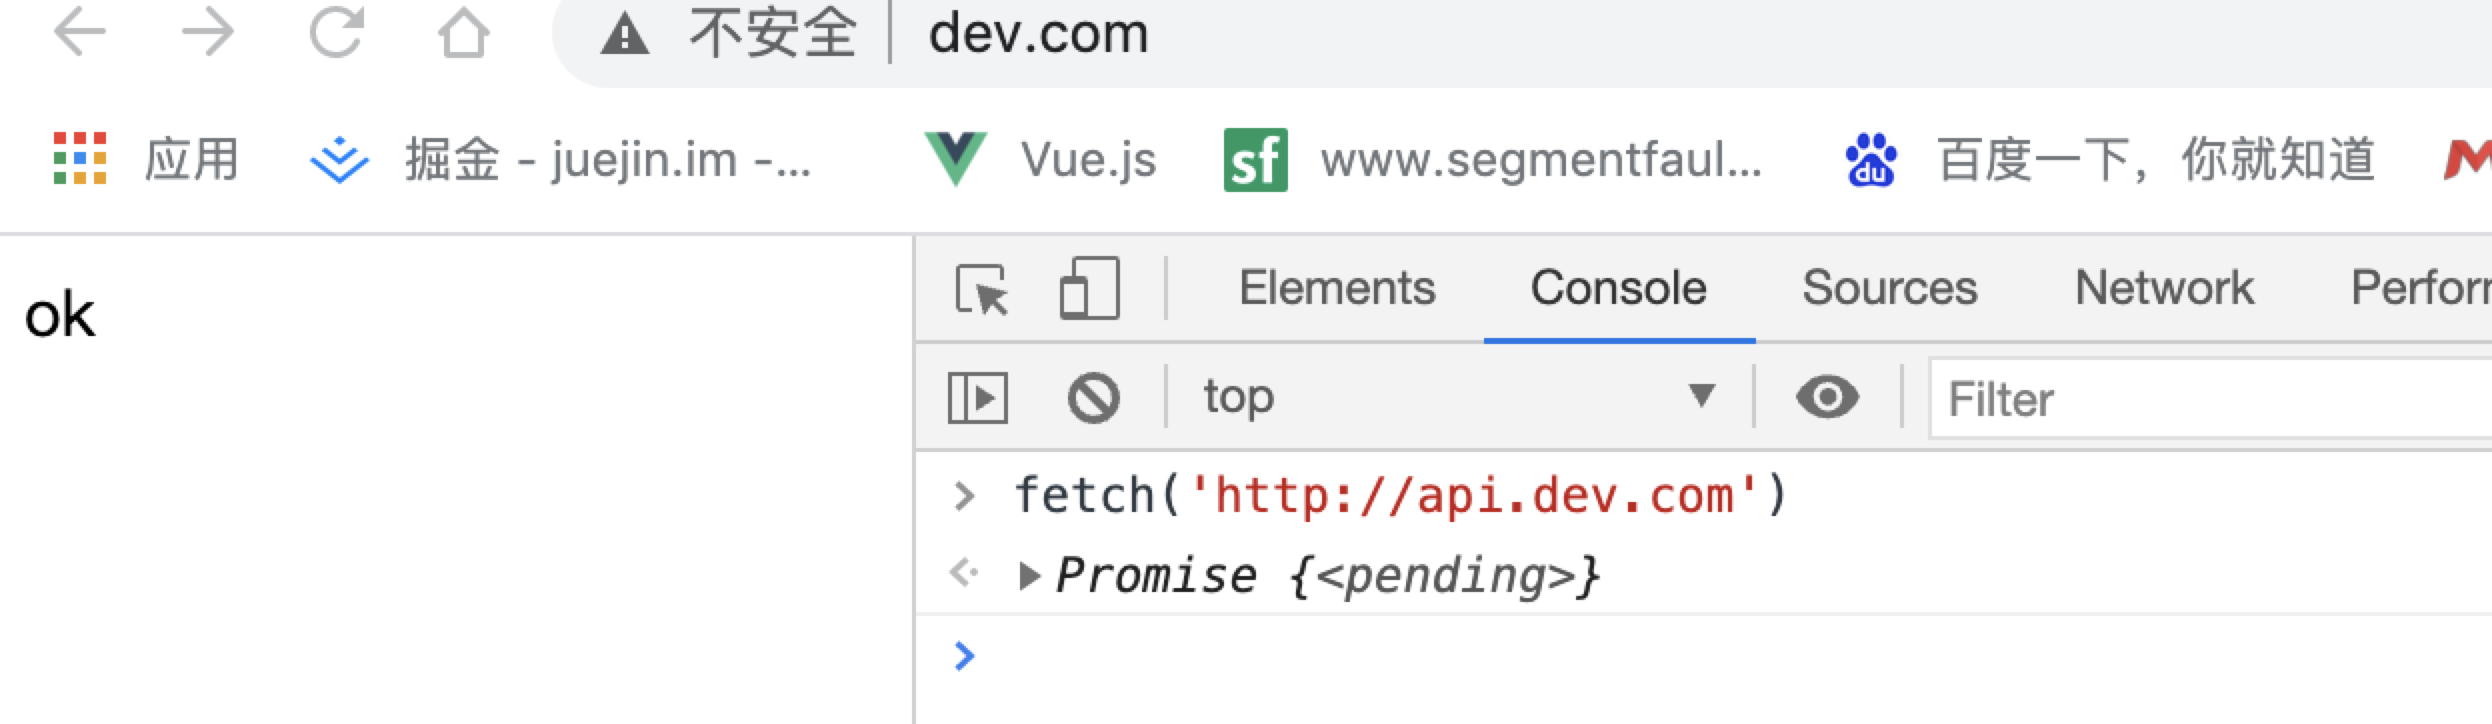 不安全 dev.com
应用 掘金 - juejin.im -... Vue.js sf www.segmentfaul... du 百度一下，你就知道
ok
Elements Console Sources Network Perfor
top Filter
fetch('http://api.dev.com')
Promise {<pending>}